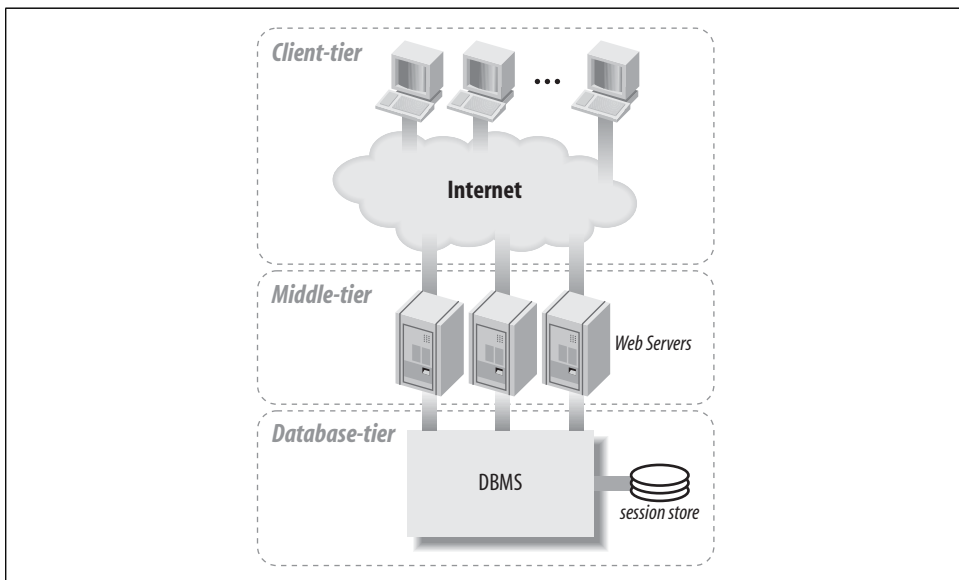 Client-tier
...
Internet
Middle-tier
Web Servers
Database-tier
DBMS
session store